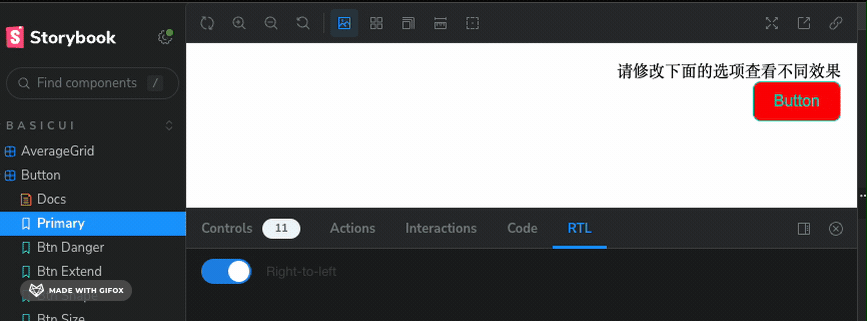 Storybook
Find components /
BASICUI
AverageGrid
Button
Docs
Primary
Btn Danger
Btn Extend
Btn Shape
Btn Size
MADE WITH GIFOX
请修改下面的选项查看不同效果
Button
Controls 11 Actions Interactions Code RTL
Right-to-left